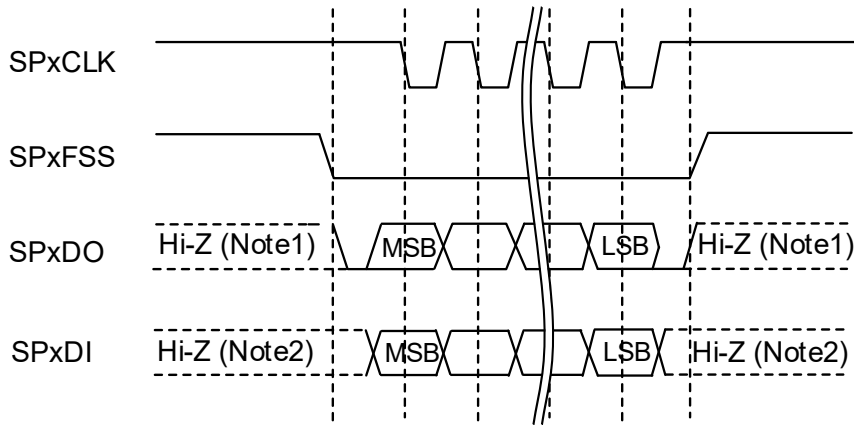 SPxCLK
SPxFSS
SPxDO Hi-Z (Note1) MSB LSB Hi-Z (Note1)
SPxDI Hi-Z (Note2) MSB LSB Hi-Z (Note2)